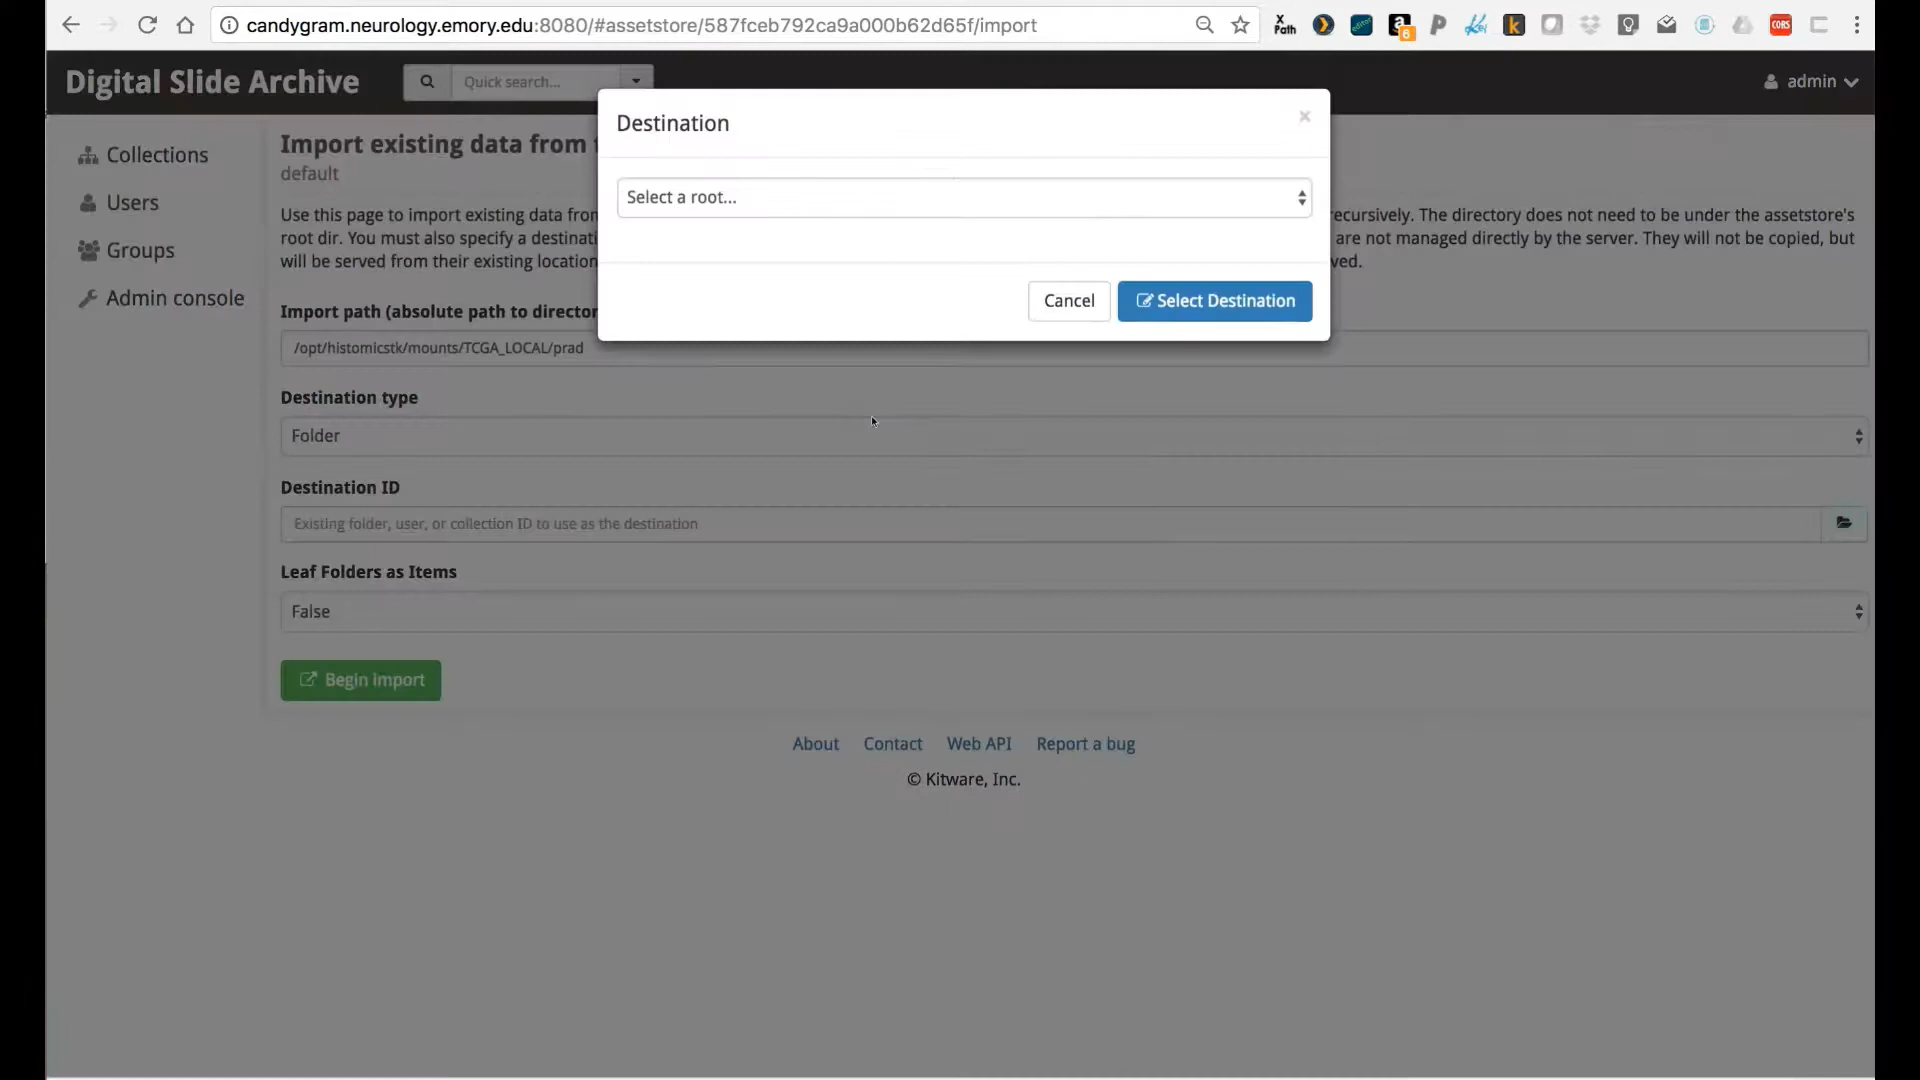 candygram.neurology.emory.edu:8080/#assetstore/587fceb792ca9a000b62d65f/import
X
Path
a
6
k
CORS
Digital Slide Archive
Quick search...
admin
Destination
×
Select a root...
Cancel
Select Destination
Collections
Users
Groups
Admin console
Import existing data from
default
Use this page to import existing data from recursively. The directory does not need to be under the assetstore's
root dir. You must also specify a destinati are not managed directly by the server. They will not be copied, but
will be served from their existing location ved.
Import path (absolute path to director
/opt/histomicstk/mounts/TCGA_LOCAL/prad
Destination type
Folder
Destination ID
Existing folder, user, or collection ID to use as the destination
Leaf Folders as Items
False
Begin import
About Contact Web API Report a bug
© Kitware, Inc.